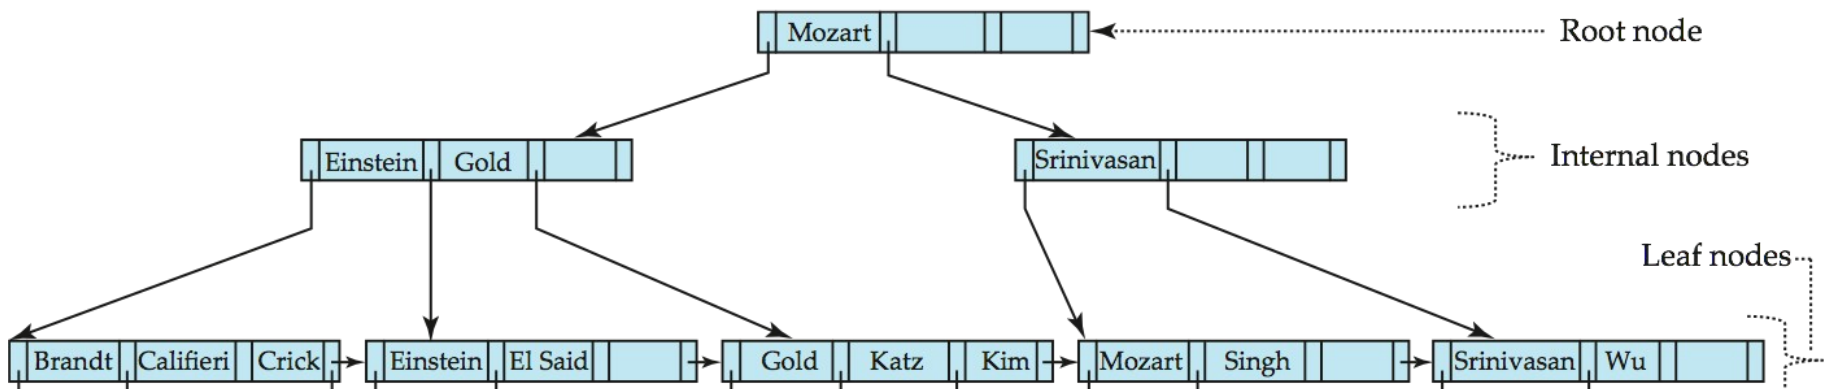 Mozart
Root node
Einstein Gold
Srinivasan
Internal nodes
Leaf nodes
Brandt Califieri Crick
Einstein El Said
Gold Katz Kim
Mozart Singh
Srinivasan Wu